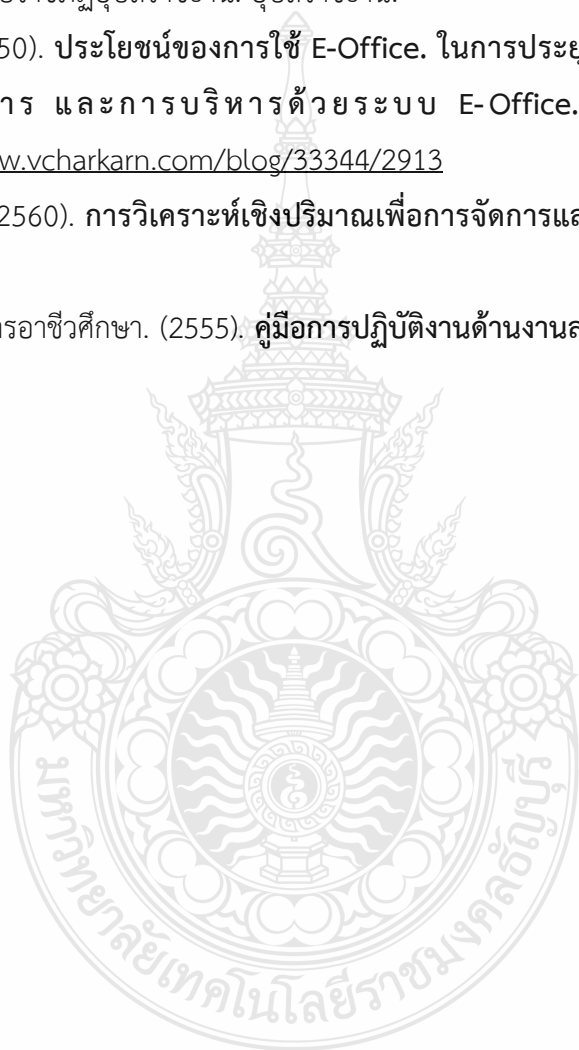 50). ประโยชน์ของการใช้ E-Office. ในการประยุ
าร และการบริหารด้วยระบบ E-Office.
w.vcharkarn.com/blog/33344/2913
2560). การวิเคราะห์เชิงปริมาณเพื่อการจัดการแล
ารอาชีวศึกษา. (2555). คู่มือการปฏิบัติงานด้านงานส
มหาวิทยาลัยเทคโนโลยีราชมงคลธัญบุรี